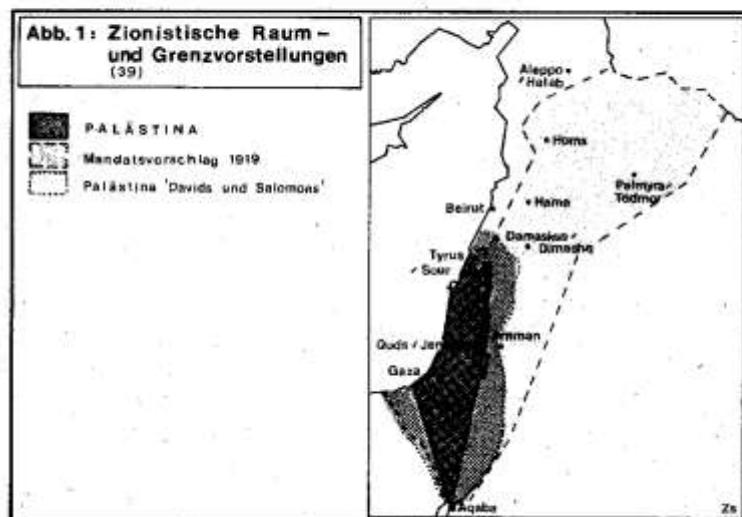 Abb. 1: Zionistische Raum –
und Grenzvorstellungen
(39)
PALÄSTINA
Mandatsvorschlag 1919
Palästina 'Davids und Salomons'
Aleppo
/ Halab
Homs
Palmyra /
Todmor
Hama
Beirut
Damaskus /
Dimashq
Tyrus
/ Sour
Amman
Quds / Jer
Gaza
Aqaba
Zs